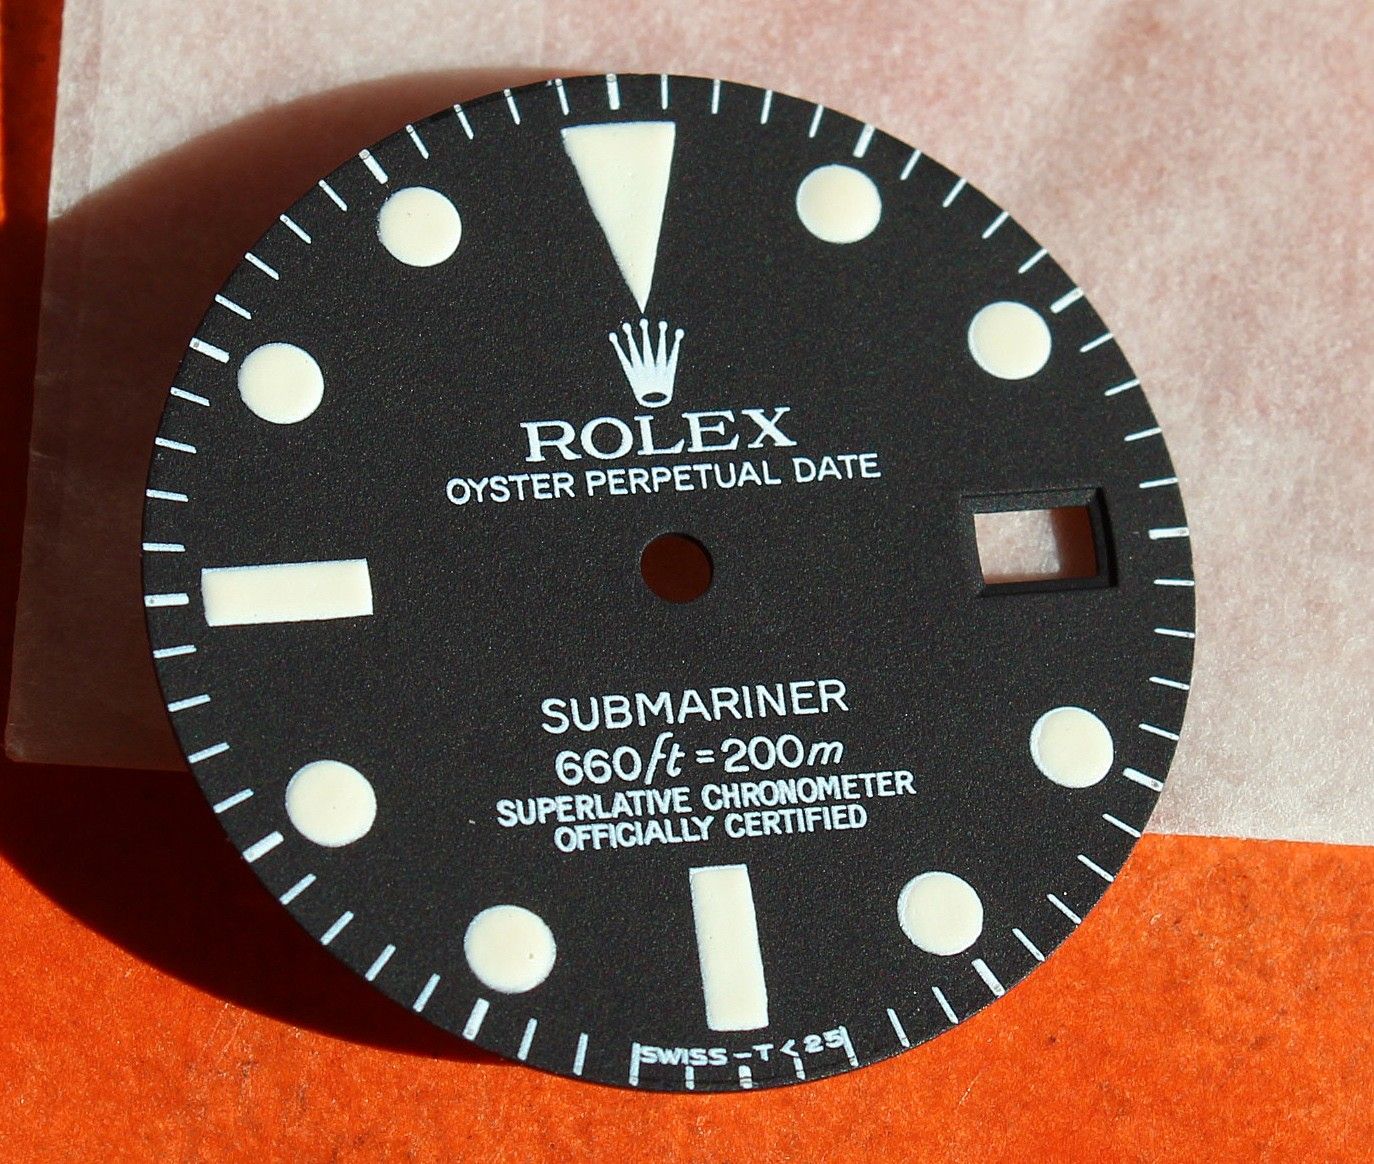 ROLEX
OYSTER PERPETUAL DATE
SUBMARINER
660ft = 200m
SUPERLATIVE CHRONOMETER
OFFICIALLY CERTIFIED
SWISS - T < 25